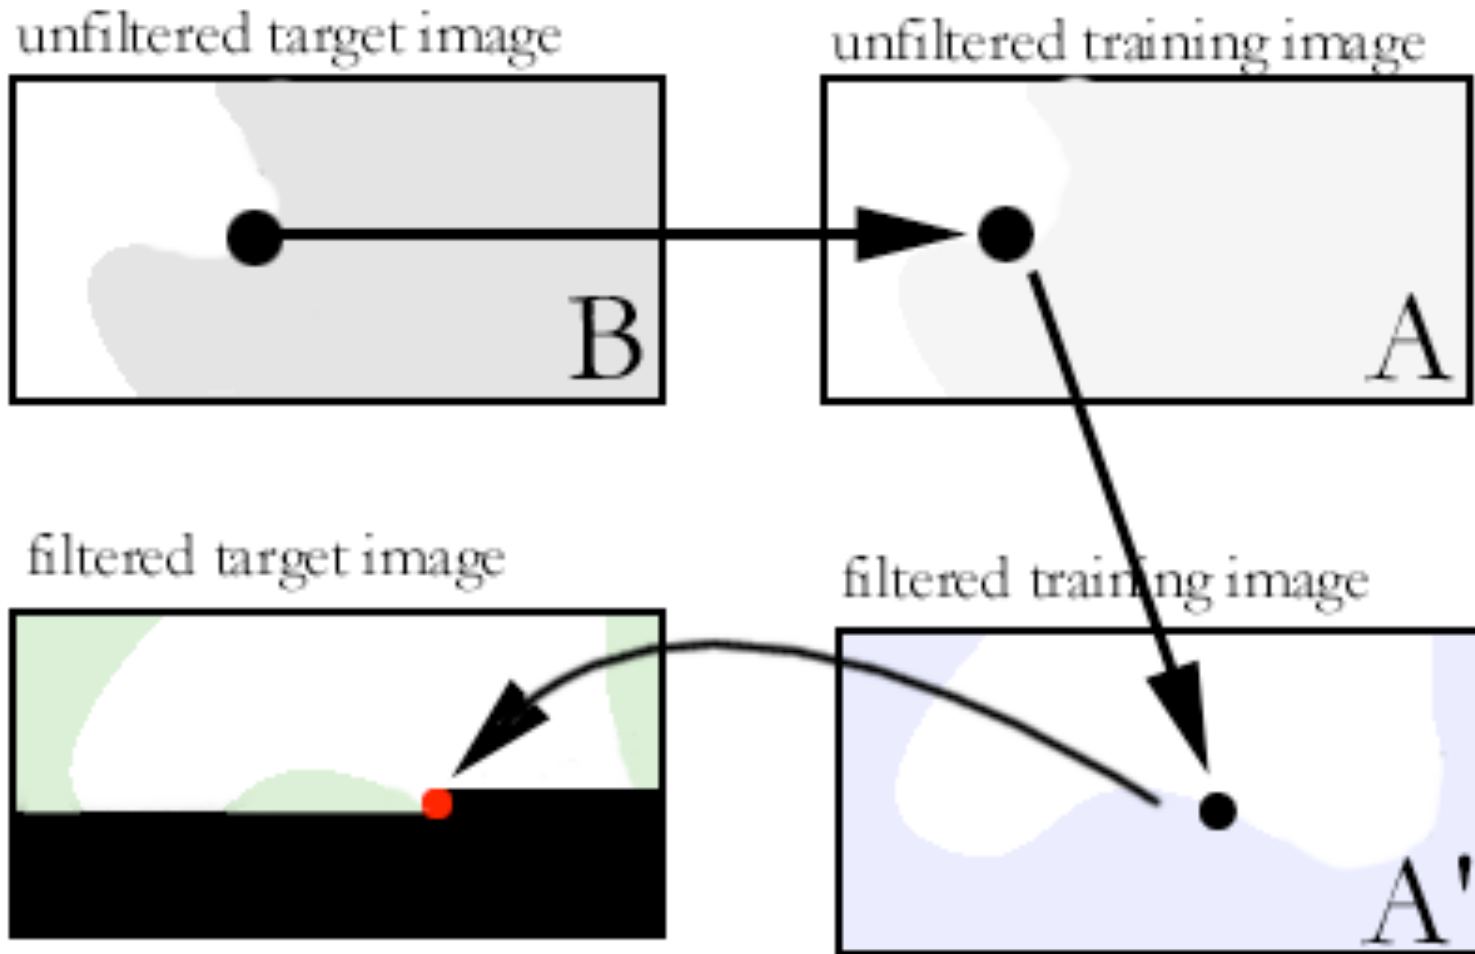 unfiltered target image
unfiltered training image
B
A
filtered target image
filtered training image
A'